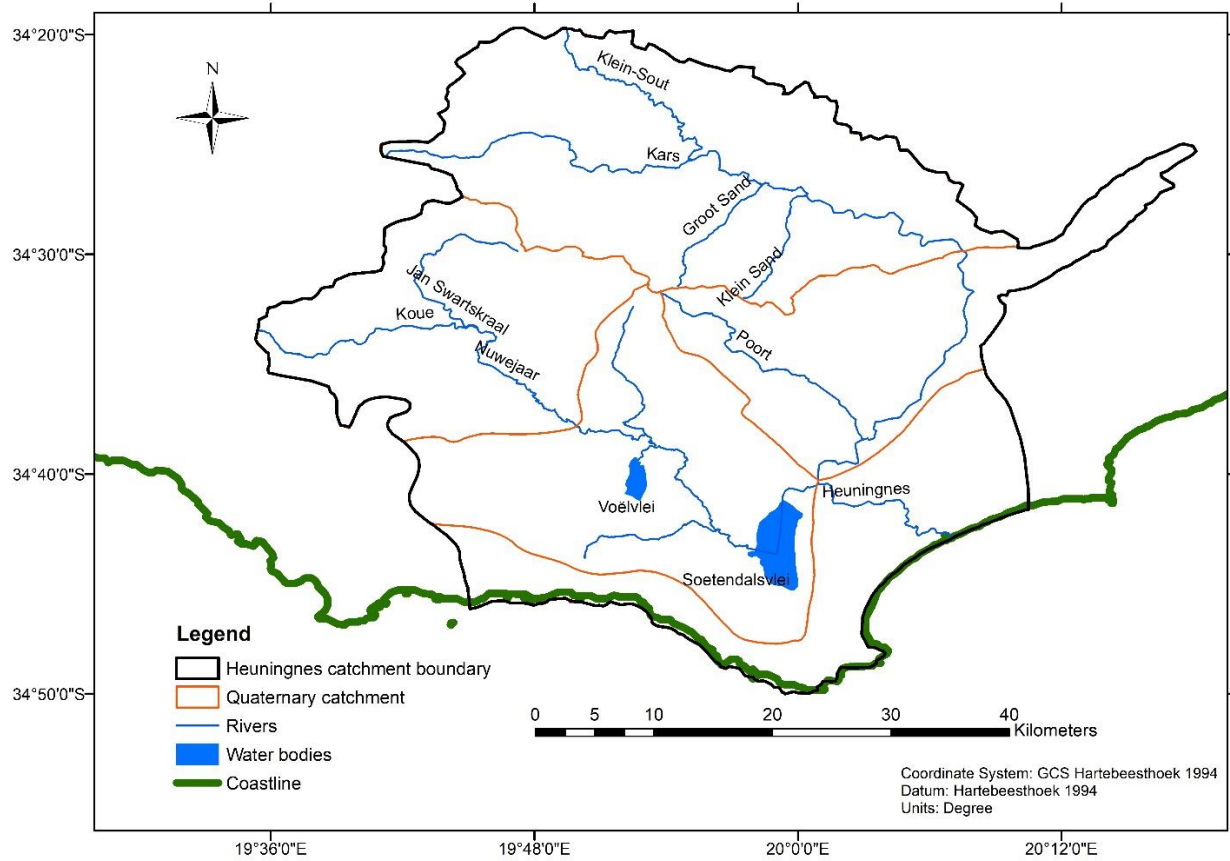 34°20'0"S
N
Klein-Sout
Kars
Groot Sand
34°30'0"S
Klein Sand
Jan Swartskraal
Koue
Poort
Nuwejaar
34°40'0"S
Heuningnes
Voëlvlei
Soetendalsvlei
Legend
Heuningnes catchment boundary
34°50'0"S
Quaternary catchment
Rivers
Water bodies
Coastline
0 5 10 20 30 40
Kilometers
Coordinate System: GCS Hartebeesthoek 1994
Datum: Hartebeesthoek 1994
Units: Degree
19°36'0"E 19°48'0"E 20°0'0"E 20°12'0"E